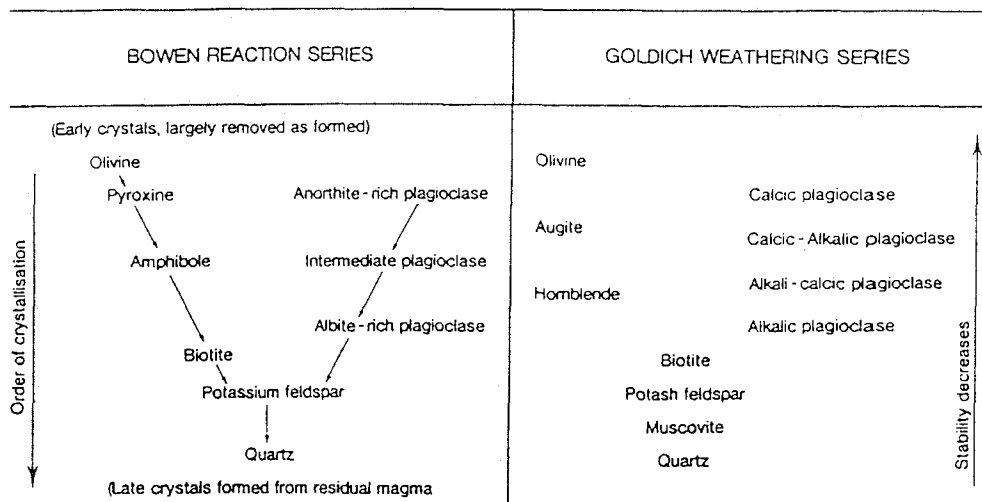 BOWEN REACTION SERIES
(Early crystals, largely removed as formed)
Olivine
Pyroxine
Anorthite-rich plagioclase
Amphibole
Intermediate plagioclase
Albite-rich plagioclase
Biotite
Potassium feldspar
Quartz
(Late crystals formed from residual magma
Order of crystallisation
GOLDICH WEATHERING SERIES
Olivine
Calcic plagioclase
Augite
Calcic-Alkalic plagioclase
Hornblende
Alkali-calcic plagioclase
Alkalic plagioclase
Biotite
Potash feldspar
Muscovite
Quartz
Stability decreases